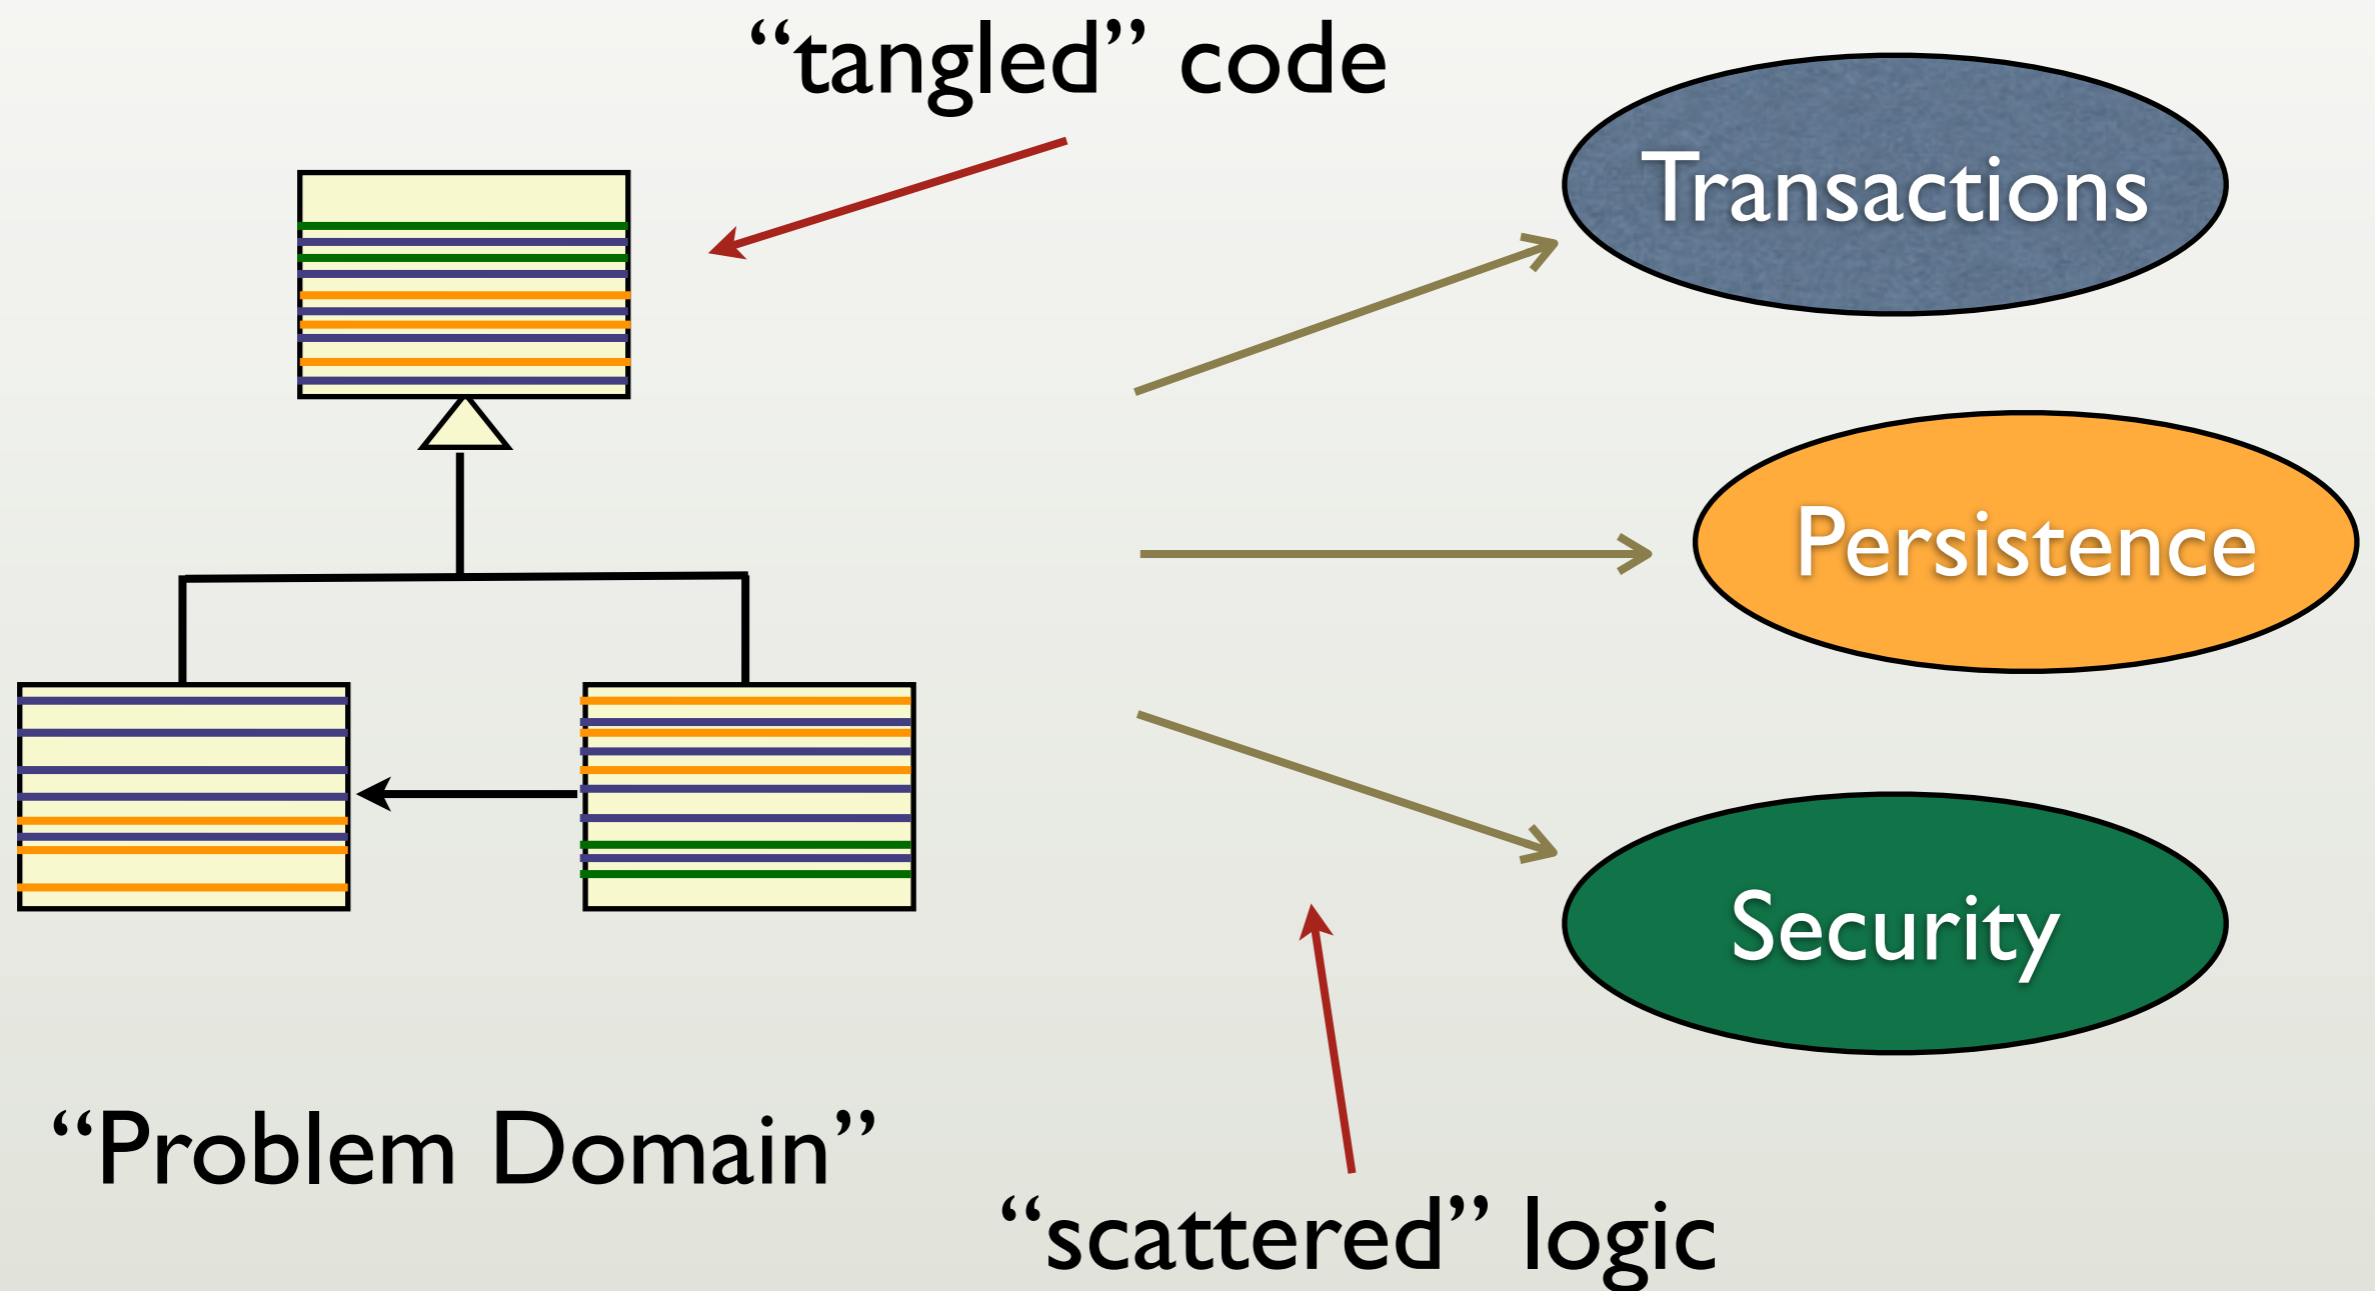 “tangled” code
Transactions
Persistence
Security
“Problem Domain”
“scattered” logic